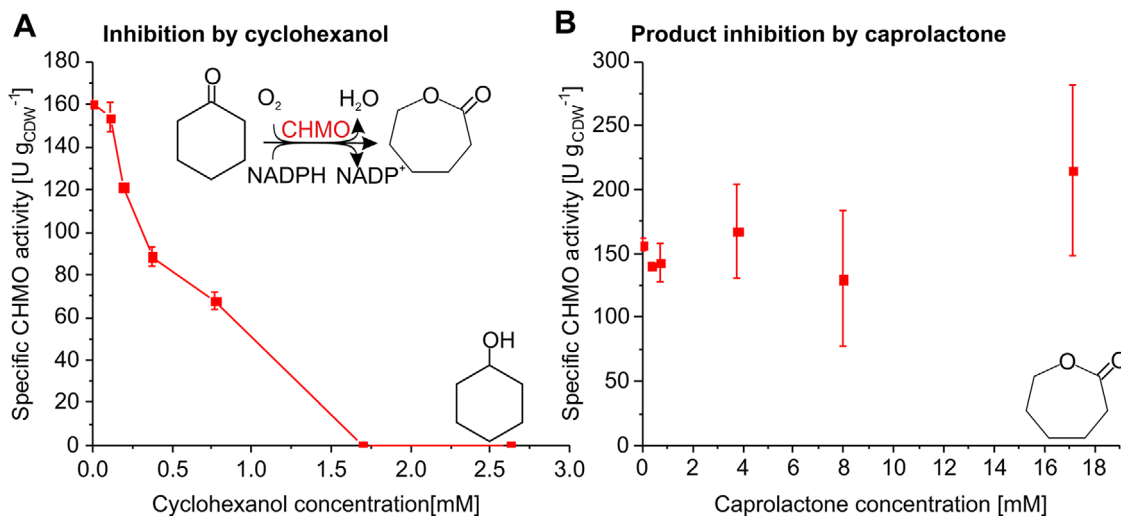 A
Inhibition by cyclohexanol
Specific CHMO activity [U g_CDW^-1]
180
160
140
120
100
80
60
40
20
0
O
O2
H2O
CHMO
NADPH
NADP+
O
O
OH
0.0
0.5
1.0
1.5
2.0
2.5
3.0
Cyclohexanol concentration[mM]
B
Product inhibition by caprolactone
Specific CHMO activity [U g_CDW^-1]
300
250
200
150
100
50
0
O
O
0
2
4
6
8
10
12
14
16
18
Caprolactone concentration [mM]